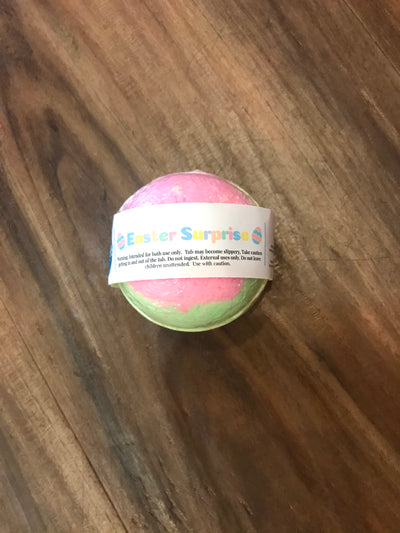 Easter Surprise
Warning: Intended for bath use only. Tub may become slippery. Take caution
getting in and out of the tub. Do not ingest. External uses only. Do not leave
children unattended. Use with caution.